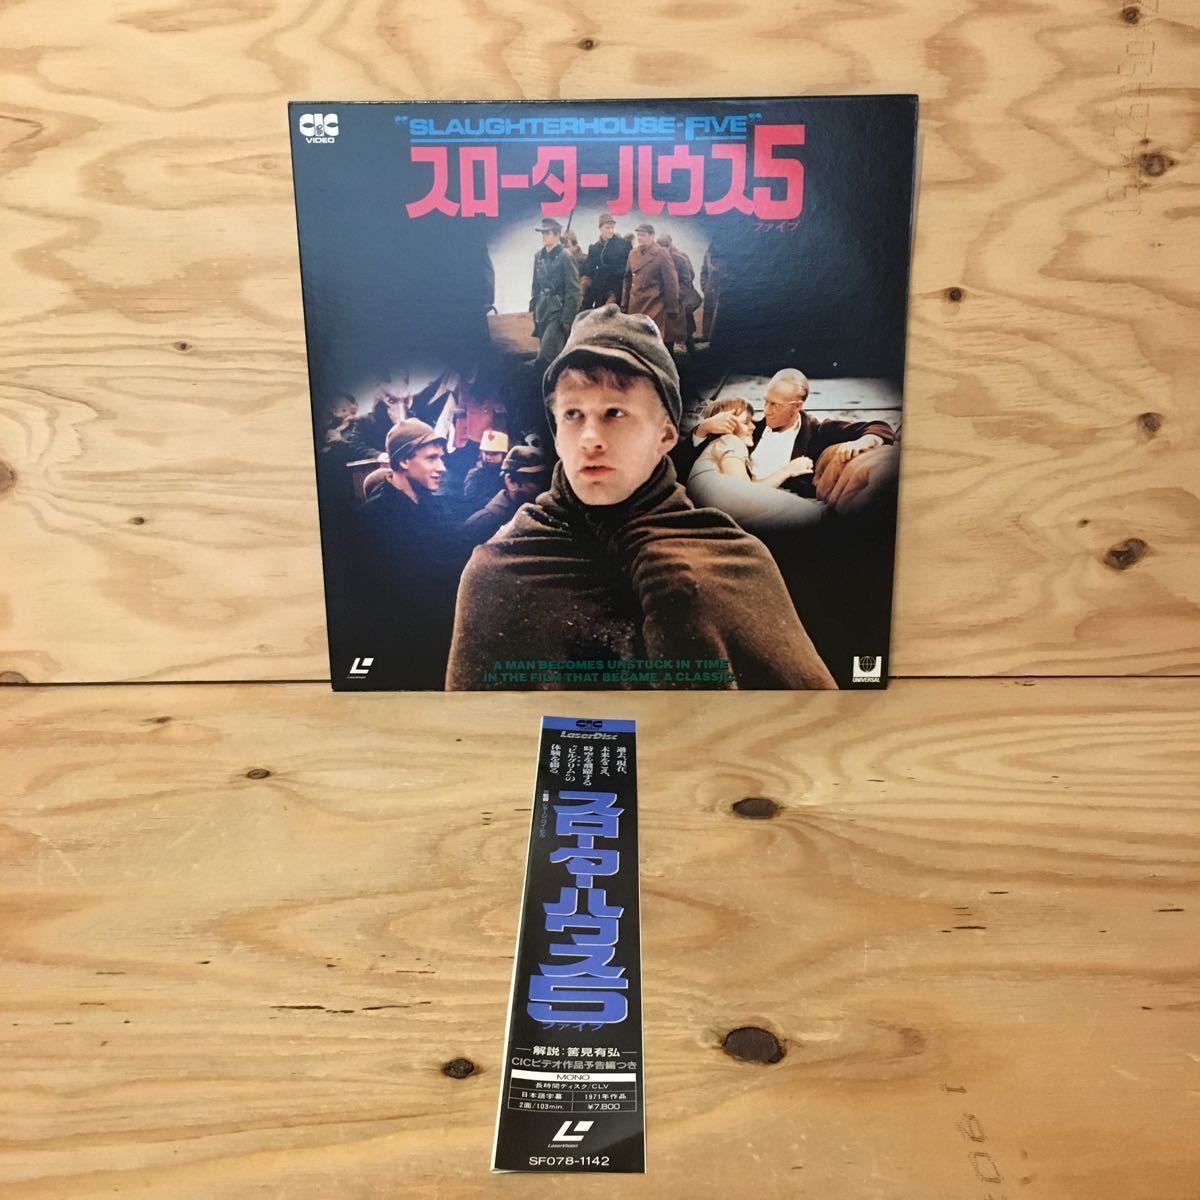 CIC
VIDEO
"SLAUGHTERHOUSE-FIVE"
スローターハウス5
ファイブ
A MAN BECOMES UNSTUCK IN TIME
IN THE FILM THAT BECAME A CLASSIC.
LaserVision
UNIVERSAL
CIC
LaserDisc
過去、現在、
未来をこえ、
時空を飛躍する
"ビルグリム"の
体験を綴る。
スローターハウス5
ファイブ
解説:筈見有弘
CICビデオ作品予告編つき
MONO
長時間ディスク/CLV
日本語字幕 1971年作品
2面/103min. ¥7,800
LaserVision
SF078-1142